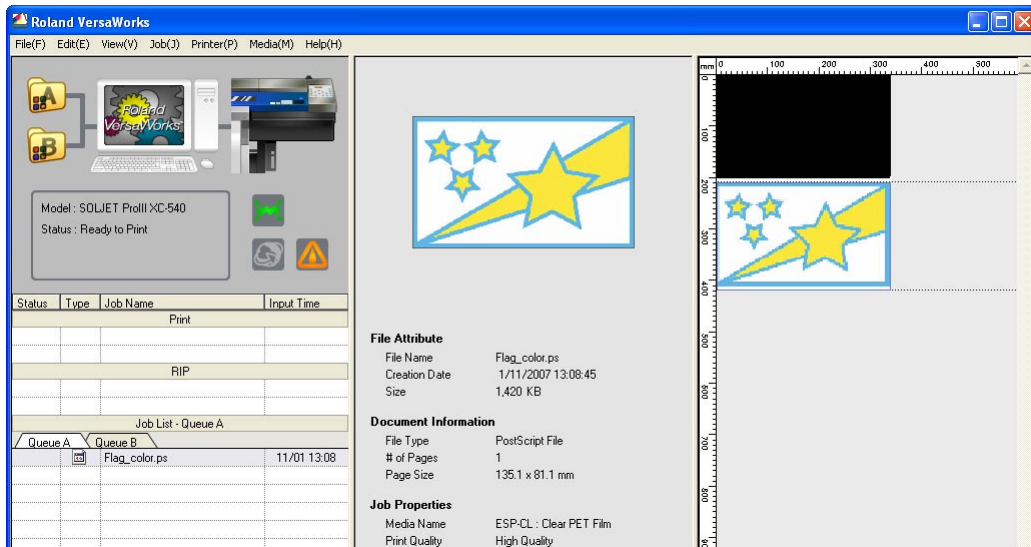 Roland VersaWorks
File(F) Edit(E) View(V) Job(J) Printer(P) Media(M) Help(H)
A
B
Roland
VersaWorks
Model : SOLJET ProIII XC-540
Status : Ready to Print
Status Type Job Name Input Time
Print
RIP
Job List - Queue A
Queue A Queue B
Flag_color.ps 11/01 13:08
File Attribute
File Name Flag_color.ps
Creation Date 1/11/2007 13:08:45
Size 1,420 KB
Document Information
File Type PostScript File
# of Pages 1
Page Size 135.1 x 81.1 mm
Job Properties
Media Name ESP-CL : Clear PET Film
Print Quality High Quality
mm 0 100 200 300 400 500
0
100
200
300
400
500
600
700
800